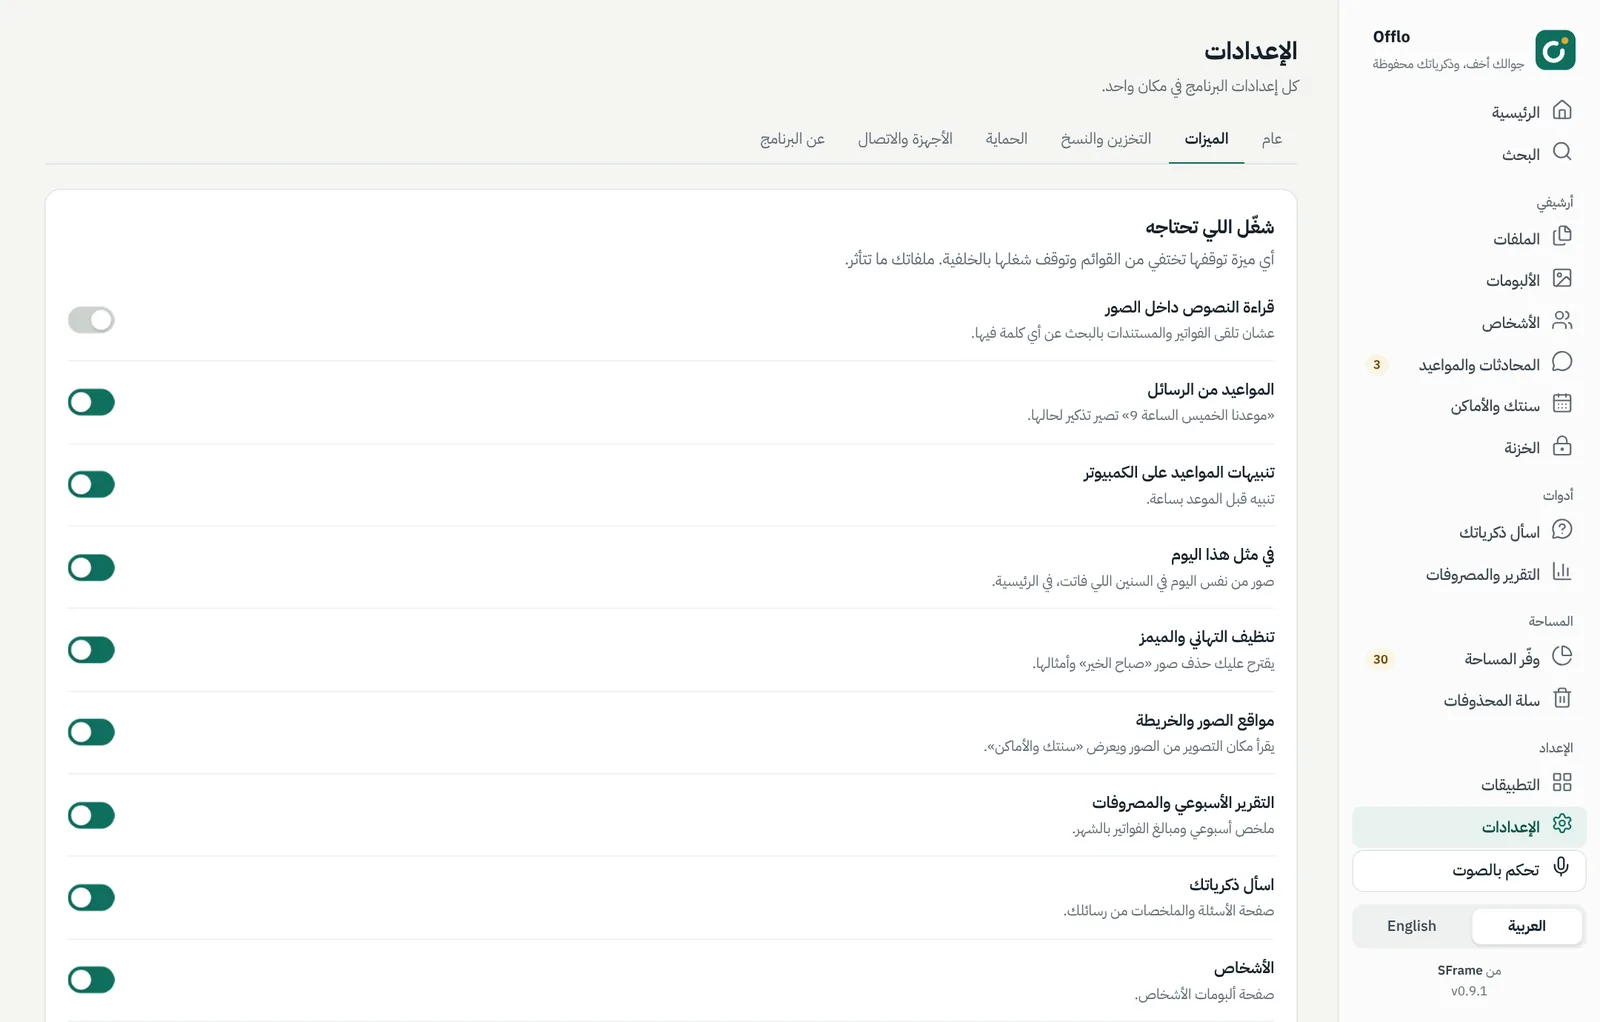 Offlo
جوالك أخف، وذكرياتك محفوظة
الرئيسية
البحث
أرشيفي
الملفات
الألبومات
الأشخاص
المحادثات والمواعيد
3
سنتك والأماكن
الخزنة
أدوات
اسأل ذكرياتك
التقرير والمصروفات
المساحة
وفّر المساحة
30
سلة المحذوفات
الإعداد
التطبيقات
الإعدادات
تحكم بالصوت
العربية
English
من SFrame
v0.9.1
الإعدادات
كل إعدادات البرنامج في مكان واحد.
عام
الميزات
التخزين والنسخ
الحماية
الأجهزة والاتصال
عن البرنامج
شغّل اللي تحتاجه
أي ميزة توقفها تختفي من القوائم وتوقف شغلها بالخلفية. ملفاتك ما تتأثر.
قراءة النصوص داخل الصور
عشان تلقى الفواتير والمستندات بالبحث عن أي كلمة فيها.
المواعيد من الرسائل
«موعدنا الخميس الساعة 9» تصير تذكير لحالها.
تنبيهات المواعيد على الكمبيوتر
تنبيه قبل الموعد بساعة.
في مثل هذا اليوم
صور من نفس اليوم في السنين اللي فاتت، في الرئيسية.
تنظيف التهاني والميمز
يقترح عليك حذف صور «صباح الخير» وأمثالها.
مواقع الصور والخريطة
يقرأ مكان التصوير من الصور ويعرض «سنتك والأماكن».
التقرير الأسبوعي والمصروفات
ملخص أسبوعي ومبالغ الفواتير بالشهر.
اسأل ذكرياتك
صفحة الأسئلة والملخصات من رسائلك.
الأشخاص
صفحة ألبومات الأشخاص.